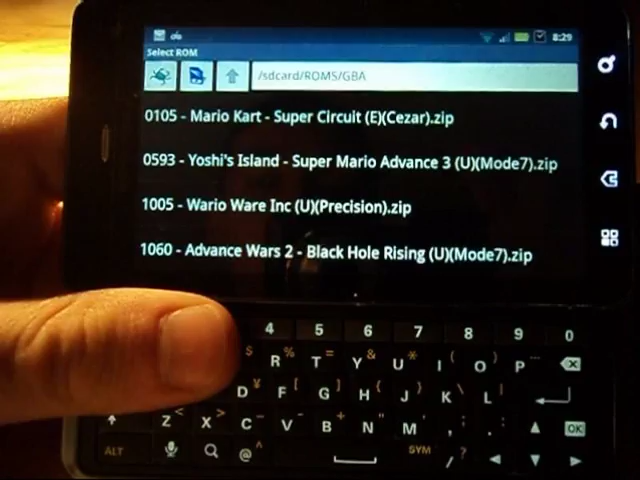 8:29
Select ROM
/sdcard/ROMS/GBA
0105 - Mario Kart - Super Circuit (E)(Cezar).zip
0593 - Yoshi's Island - Super Mario Advance 3 (U)(Mode7).zip
1005 - Wario Ware Inc (U)(Precision).zip
1060 - Advance Wars 2 - Black Hole Rising (U)(Mode7).zip
4 5 6 7 8 9 0
$ R % T = Y & U * I ( O ) P ...
D ¥ F [ G ] H { J } K \ L |
Z < X > C - V - B + N " M ' , ; . :
OK
ALT @ ^ SYM / ?